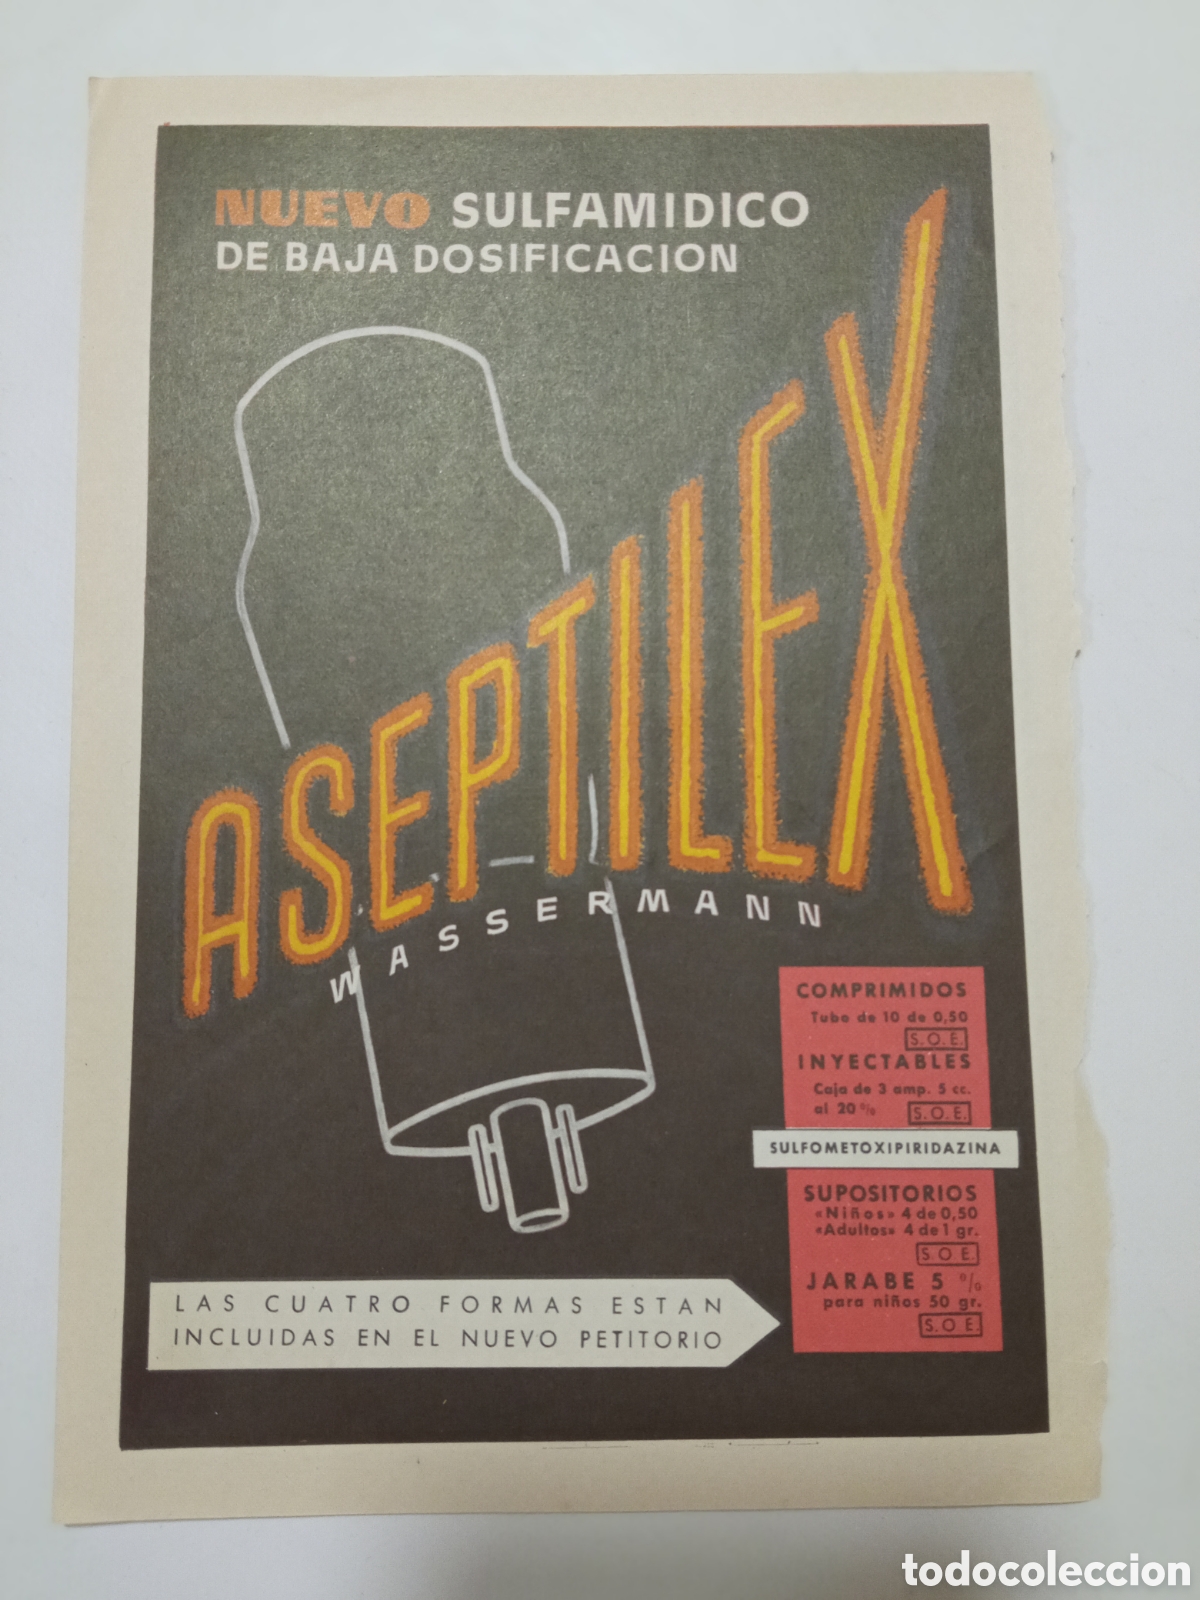 NUEVO SULFAMIDICO
DE BAJA DOSIFICACION
ASEPTILEX
WASSERMANN
COMPRIMIDOS
Tubo de 10 de 0,50
S.O.E.
INYECTABLES
Caja de 3 amp. 5 cc.
al 20 %
S.O.E.
SULFOMETOXIPIRIDAZINA
SUPOSITORIOS
«Niños» 4 de 0,50
«Adultos» 4 de 1 gr.
S.O.E.
JARABE 5 %
para niños 50 gr.
S.O.E.
LAS CUATRO FORMAS ESTAN
INCLUIDAS EN EL NUEVO PETITORIO
todocoleccion